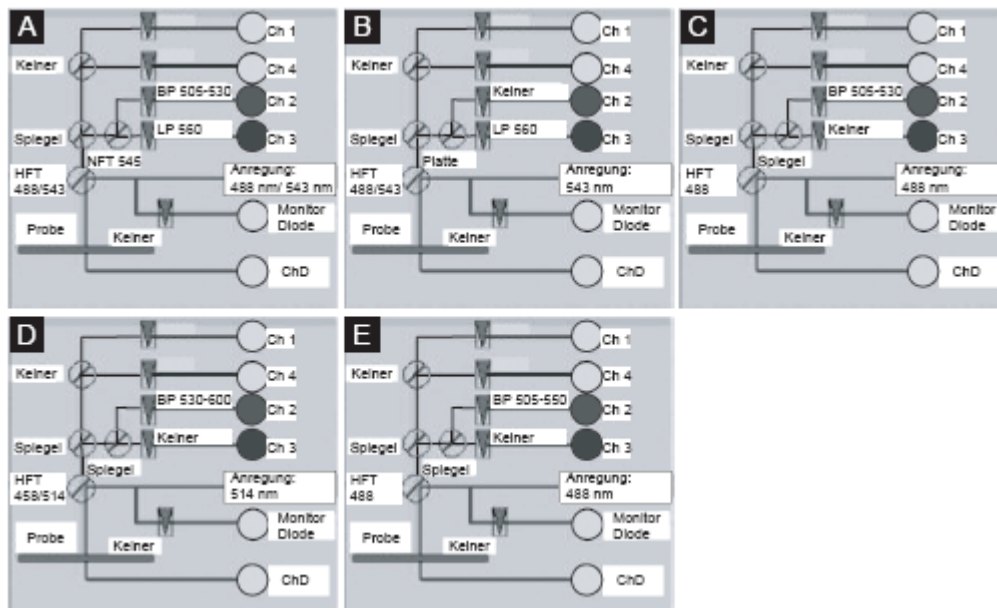 A
Ch 1
Keiner
Ch 4
BP 505-530
Ch 2
Spiegel
LP 560
Ch 3
NFT 545
HFT
488/543
Anregung:
488 nm/ 543 nm
Monitor
Diode
Probe
Keiner
ChD
B
Ch 1
Keiner
Ch 4
Keiner
Ch 2
Spiegel
LP 560
Ch 3
Platte
HFT
488/543
Anregung:
543 nm
Monitor
Diode
Probe
Keiner
ChD
C
Ch 1
Keiner
Ch 4
BP 505-530
Ch 2
Spiegel
Keiner
Ch 3
Spiegel
HFT
488
Anregung:
488 nm
Monitor
Diode
Probe
Keiner
ChD
D
Ch 1
Keiner
Ch 4
BP 530-600
Ch 2
Spiegel
Keiner
Ch 3
Spiegel
HFT
458/514
Anregung:
514 nm
Monitor
Diode
Probe
Keiner
ChD
E
Ch 1
Keiner
Ch 4
BP 505-550
Ch 2
Spiegel
Keiner
Ch 3
Spiegel
HFT
488
Anregung:
488 nm
Monitor
Diode
Probe
Keiner
ChD